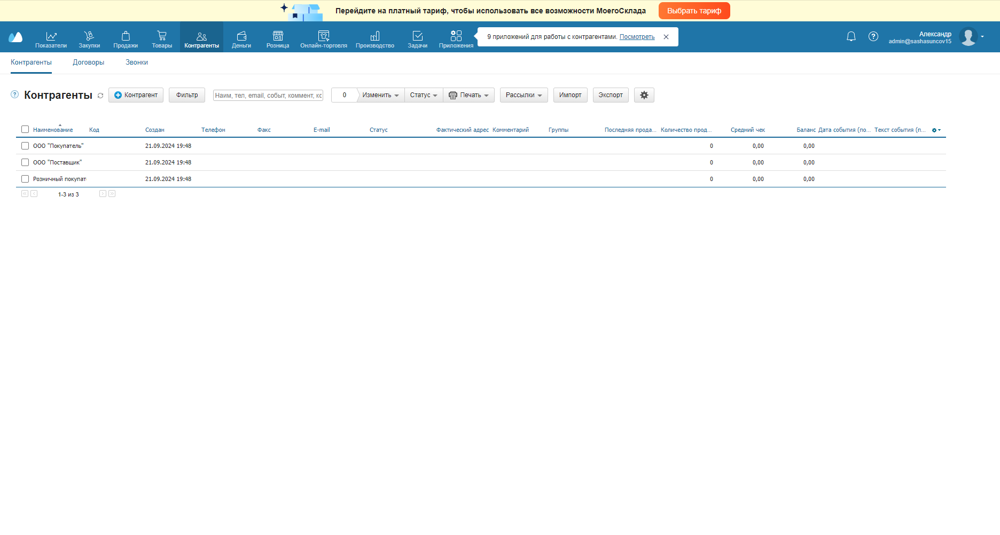 Перейдите на платный тариф, чтобы использовать все возможности МоегоСклада Выбрать тариф
Показатели Закупки Продажи Товары Контрагенты Деньги Розница Онлайн-торговля Производство Задачи Приложения
9 приложений для работы с контрагентами. Посмотреть
Александр
admin@sashasuncov15
Контрагенты Договоры Звонки
Контрагенты Контрагент Фильтр Наим, тел, email, событ, коммент, кс 0 Изменить Статус Печать Рассылки Импорт Экспорт
Наименование Код Создан Телефон Факс E-mail Статус Фактический адрес Комментарий Группы Последняя прода... Количество прод... Средний чек Баланс Дата события (по... Текст события (п...
ООО "Покупатель" 21.09.2024 19:48 0 0,00 0,00
ООО "Поставщик" 21.09.2024 19:48 0 0,00 0,00
Розничный покупат 21.09.2024 19:48 0 0,00 0,00
1-3 из 3